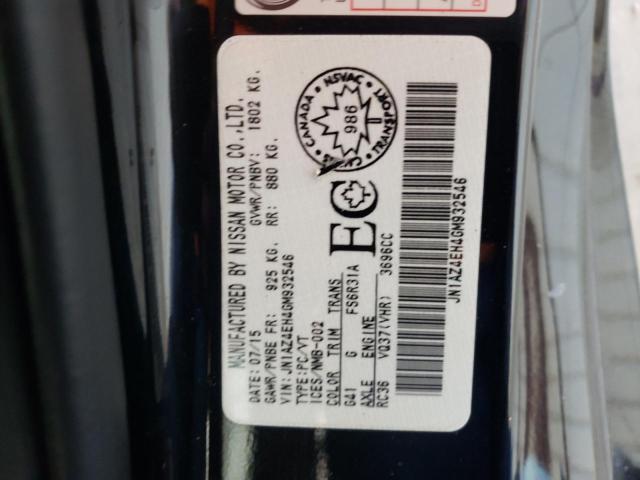 MANUFACTURED BY NISSAN MOTOR CO.,LTD.
DATE: 07/15 GVWR/PNBV: 1802 KG.
GAWR/PNBE FR: 925 KG. RR: 880 KG.
VIN: JN1AZ4EH4GM932546
TYPE:PC/VT
ICES/NMB-002
COLOR TRIM TRANS
G41 G FS6R31A
AXLE ENGINE
RC36 VQ37(VHR) 3696CC
CANADA NSVAC TRANSPORT
986
EC
JN1AZ4EH4GM932546